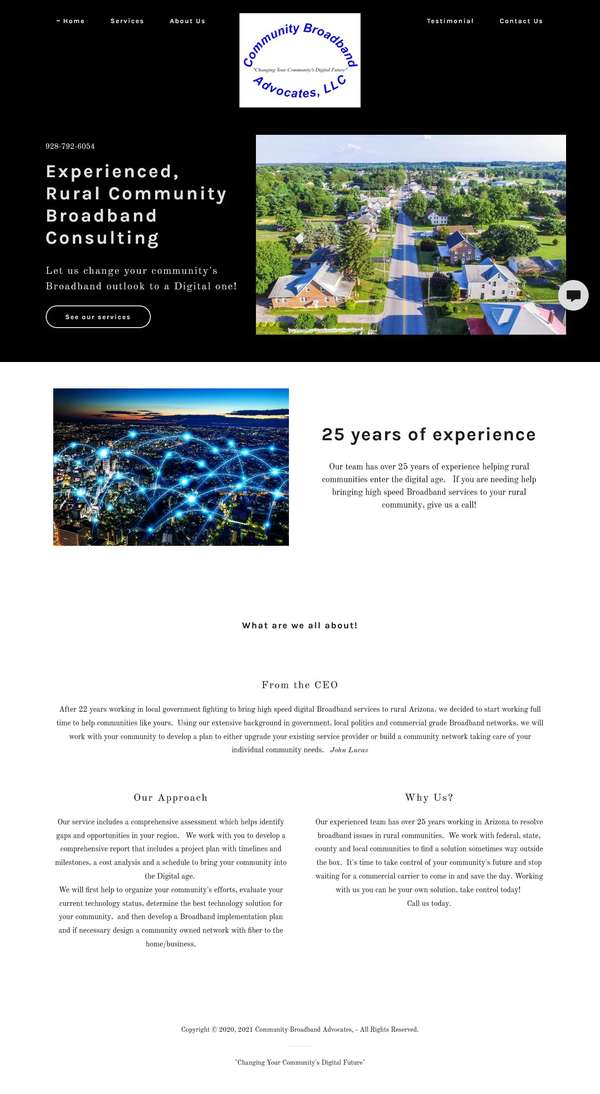 ~ Home
Services
About Us
Community Broadband
"Changing Your Community's Digital Future"
Advocates, LLC
Testimonial
Contact Us
928-792-6054
Experienced,
Rural Community
Broadband
Consulting
Let us change your community's
Broadband outlook to a Digital one!
See our services
25 years of experience
Our team has over 25 years of experience helping rural
communities enter the digital age. If you are needing help
bringing high speed Broadband services to your rural
community, give us a call!
What are we all about!
From the CEO
After 22 years working in local government fighting to bring high speed digital Broadband services to rural Arizona, we decided to start working full
time to help communities like yours. Using our extensive background in government, local politics and commercial grade Broadband networks, we will
work with your community to develop a plan to either upgrade your existing service provider or build a community network taking care of your
individual community needs. John Lucas
Our Approach
Our service includes a comprehensive assessment which helps identify
gaps and opportunities in your region. We work with you to develop a
comprehensive report that includes a project plan with timelines and
milestones, a cost analysis and a schedule to bring your community into
the Digital age.
We will first help to organize your community's efforts, evaluate your
current technology status, determine the best technology solution for
your community, and then develop a Broadband implementation plan
and if necessary design a community owned network with fiber to the
home/business.
Why Us?
Our experienced team has over 25 years working in Arizona to resolve
broadband issues in rural communities. We work with federal, state,
county and local communities to find a solution sometimes way outside
the box. It's time to take control of your community's future and stop
waiting for a commercial carrier to come in and save the day. Working
with us you can be your own solution, take control today!
Call us today.
Copyright © 2020, 2021 Community Broadband Advocates, - All Rights Reserved.
"Changing Your Community's Digital Future"